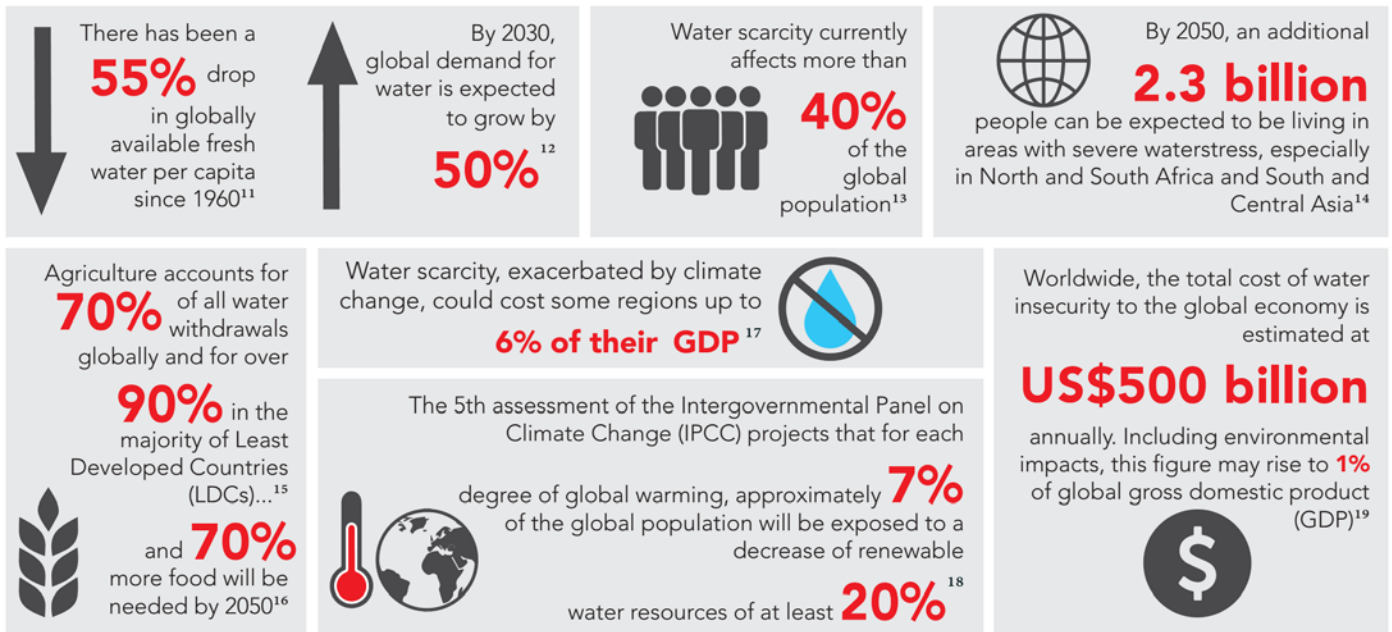 There has been a
55% drop
in globally
available fresh
water per capita
since 1960¹¹
By 2030,
global demand for
water is expected
to grow by
50% ¹²
Water scarcity currently
affects more than
40%
of the
global
population¹³
By 2050, an additional
2.3 billion
people can be expected to be living in
areas with severe waterstress, especially
in North and South Africa and South and
Central Asia¹⁴
Agriculture accounts for
70% of all water
withdrawals
globally and for over
90% in the
majority of Least
Developed Countries
(LDCs)...¹⁵
and 70%
more food will be
needed by 2050¹⁶
Water scarcity, exacerbated by climate
change, could cost some regions up to
6% of their GDP ¹⁷
The 5th assessment of the Intergovernmental Panel on
Climate Change (IPCC) projects that for each
degree of global warming, approximately 7%
of the global population will be exposed to a
decrease of renewable
water resources of at least 20% ¹⁸
Worldwide, the total cost of water
insecurity to the global economy is
estimated at
US$500 billion
annually. Including environmental
impacts, this figure may rise to 1%
of global gross domestic product
(GDP)¹⁹
$